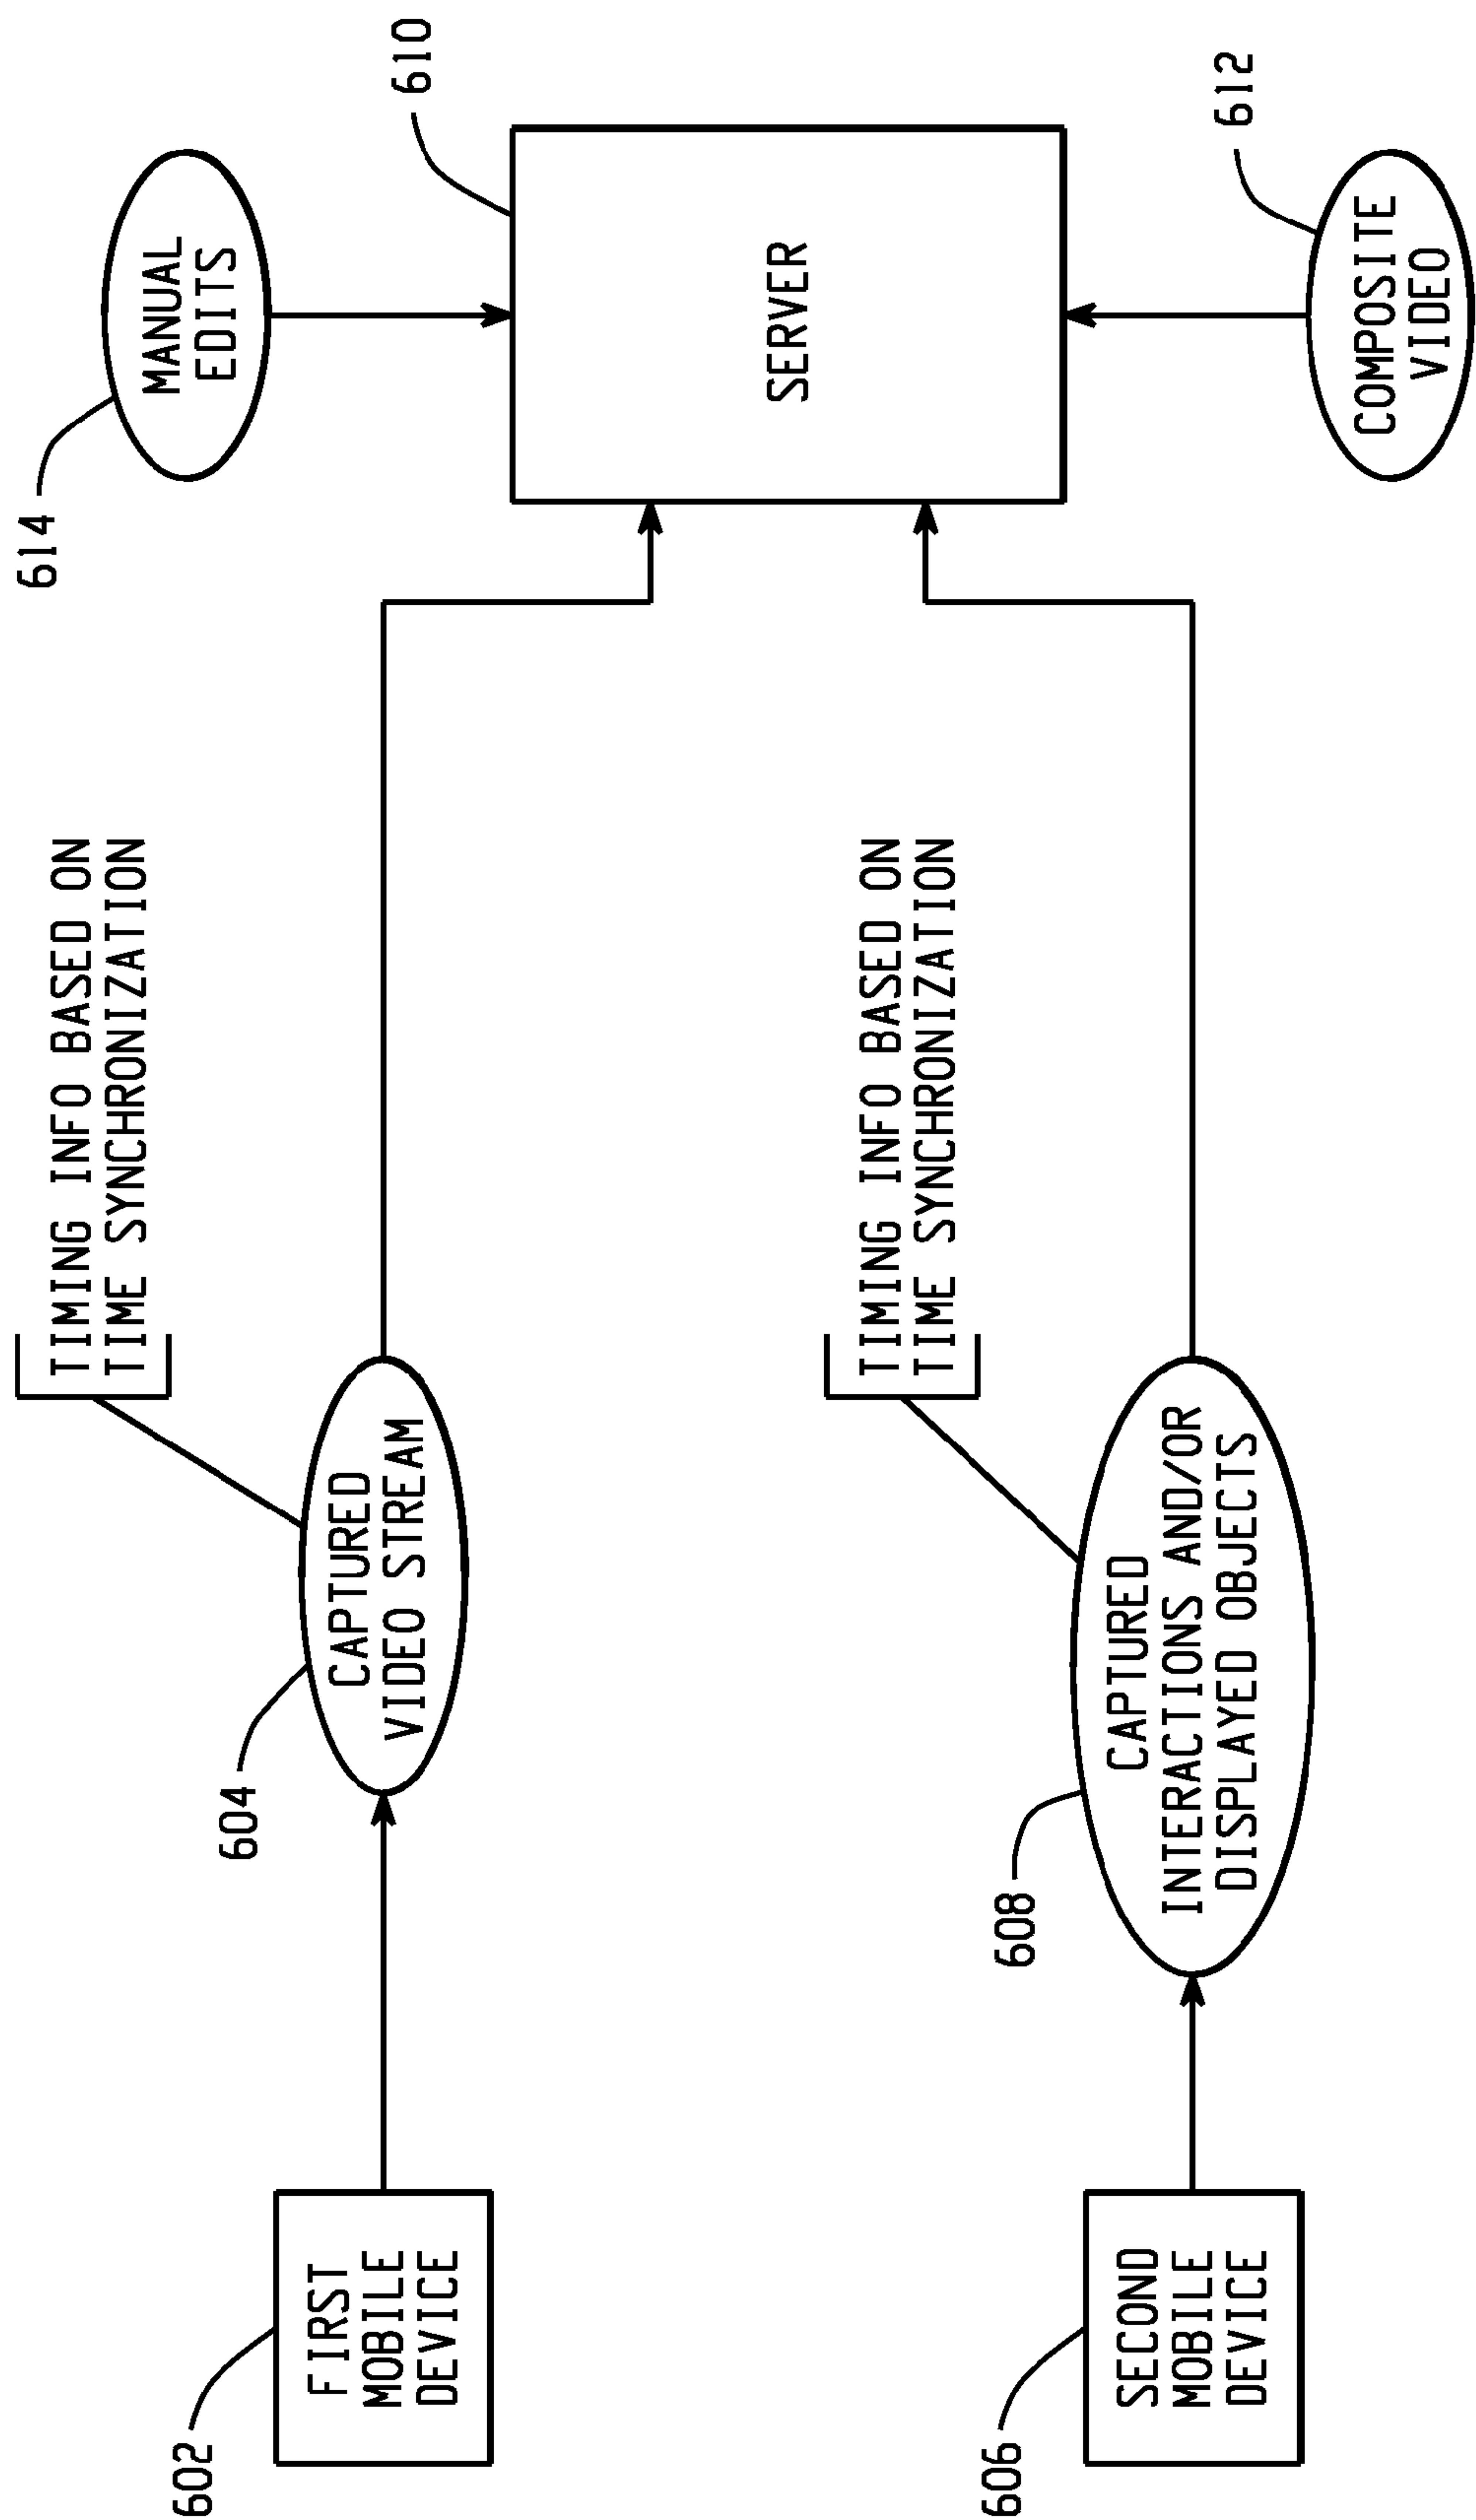 614
MANUAL
EDITS
610
TIMING INFO BASED ON
TIME SYNCHRONIZATION
604
CAPTURED
VIDEO STREAM
602
FIRST
MOBILE
DEVICE
SERVER
TIMING INFO BASED ON
TIME SYNCHRONIZATION
608
CAPTURED
INTERACTIONS AND/OR
DISPLAYED OBJECTS
606
SECOND
MOBILE
DEVICE
612
COMPOSITE
VIDEO